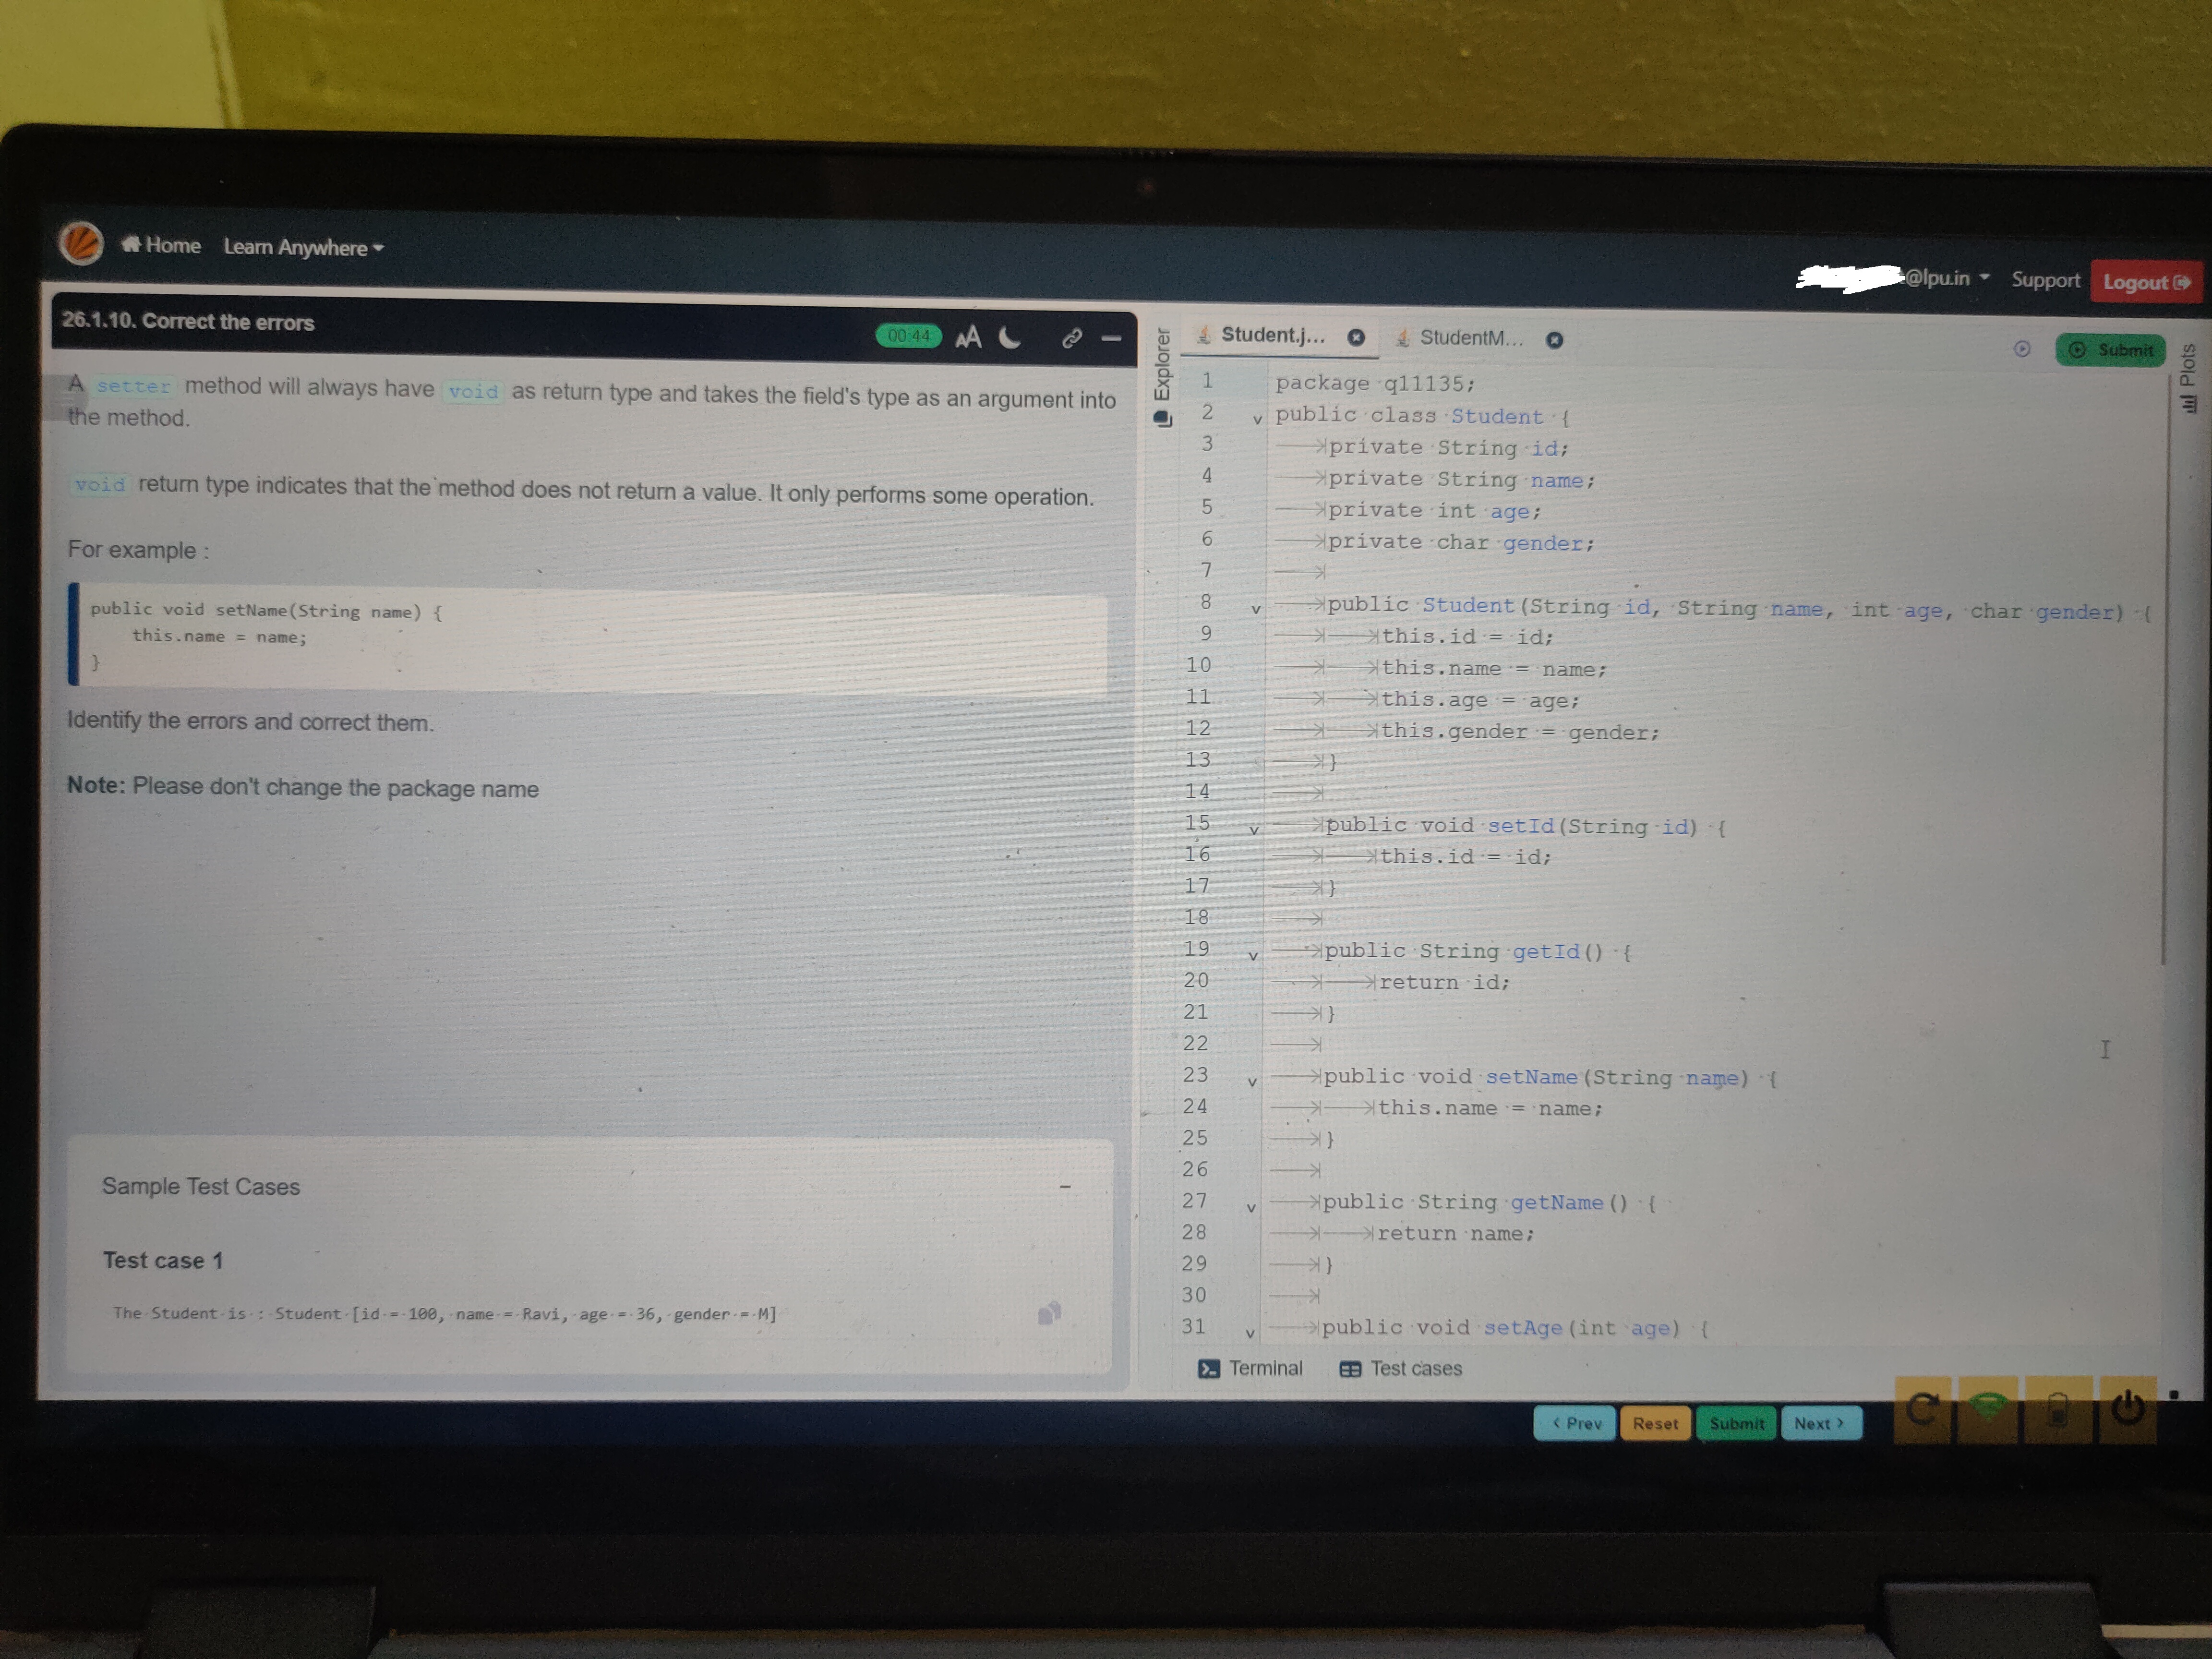 Home Learn Anywhere
@lpu.in Support Logout
26.1.10. Correct the errors
00:44 AA
A setter method will always have void as return type and takes the field's type as an argument into
the method.
void return type indicates that the method does not return a value. It only performs some operation.
For example :
public void setName(String name) {
this.name = name;
}
Identify the errors and correct them.
Note: Please don't change the package name
Sample Test Cases
Test case 1
The Student is : Student [id = 100, name = Ravi, age = 36, gender = M]
Explorer
Student.j...
StudentM...
Submit
Plots
1 package q11135;
2 public class Student {
3 private String id;
4 private String name;
5 private int age;
6 private char gender;
7
8 public Student(String id, String name, int age, char gender) {
9 this.id = id;
10 this.name = name;
11 this.age = age;
12 this.gender = gender;
13 }
14
15 public void setId(String id) {
16 this.id = id;
17 }
18
19 public String getId() {
20 return id;
21 }
22
23 public void setName(String name) {
24 this.name = name;
25 }
26
27 public String getName() {
28 return name;
29 }
30
31 public void setAge(int age) {
Terminal Test cases
< Prev Reset Submit Next >